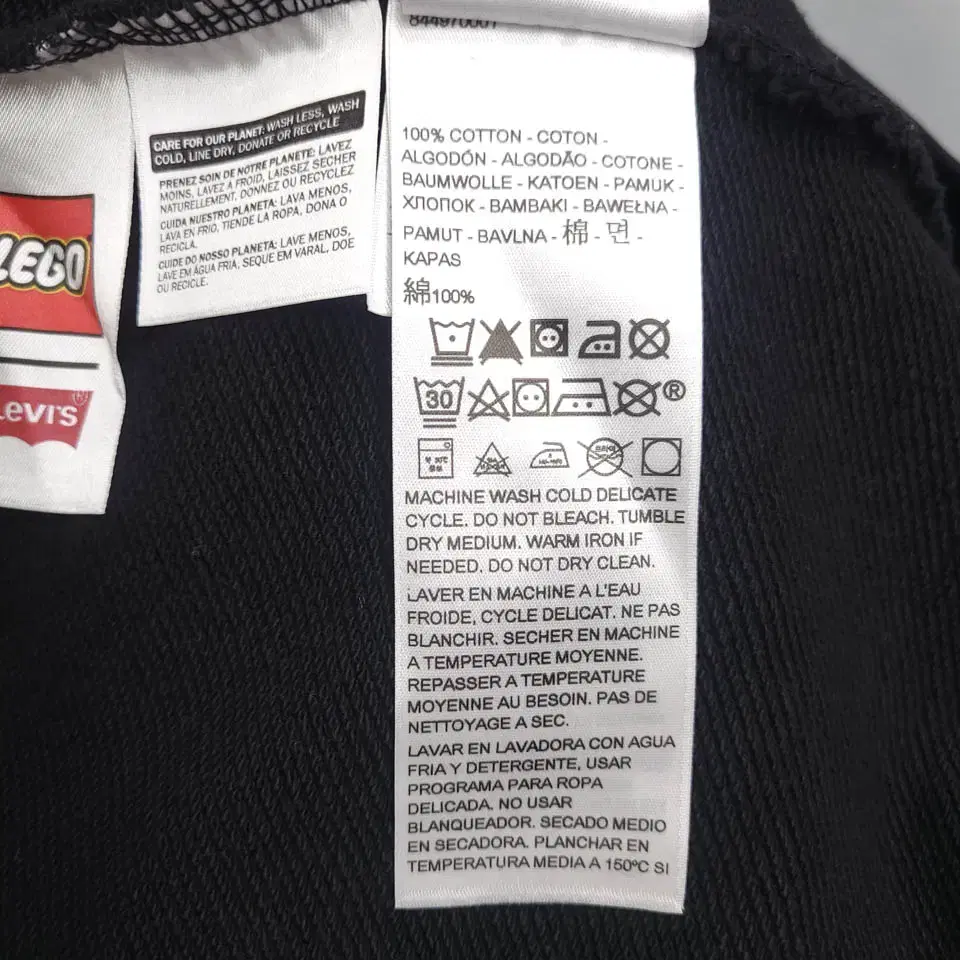 LEGO
Levi's®
CARE FOR OUR PLANET: WASH LESS, WASH
COLD, LINE DRY, DONATE OR RECYCLE
PRENEZ SOIN DE NOTRE PLANETE: LAVEZ
MOINS, LAVEZ A FROID, LAISSEZ SECHER
NATURELLEMENT, DONNEZ OU RECYCLEZ
CUIDA NUESTRO PLANETA: LAVA MENOS,
LAVA EN FRIO, TIENDE LA ROPA, DONA O
RECICLA.
CUIDE DO NOSSO PLANETA: LAVE MENOS,
LAVE EM ÁGUA FRIA, SEQUE EM VARAL, DOE
OU RECICLE.
844970001
100% COTTON - COTON -
ALGODÓN - ALGODÃO - COTONE -
BAUMWOLLE - KATOEN - PAMUK -
ХЛОПОК - BAMBAKI - BAWEŁNA -
PAMUT - BAVLNA - 棉 - 면 -
KAPAS
綿100%
30 ®
MACHINE WASH COLD DELICATE
CYCLE. DO NOT BLEACH. TUMBLE
DRY MEDIUM. WARM IRON IF
NEEDED. DO NOT DRY CLEAN.
LAVER EN MACHINE A L'EAU
FROIDE, CYCLE DELICAT. NE PAS
BLANCHIR. SECHER EN MACHINE
A TEMPERATURE MOYENNE.
REPASSER A TEMPERATURE
MOYENNE AU BESOIN. PAS DE
NETTOYAGE A SEC.
LAVAR EN LAVADORA CON AGUA
FRIA Y DETERGENTE, USAR
PROGRAMA PARA ROPA
DELICADA. NO USAR
BLANQUEADOR. SECADO MEDIO
EN SECADORA. PLANCHAR EN
TEMPERATURA MEDIA A 150ºC SI